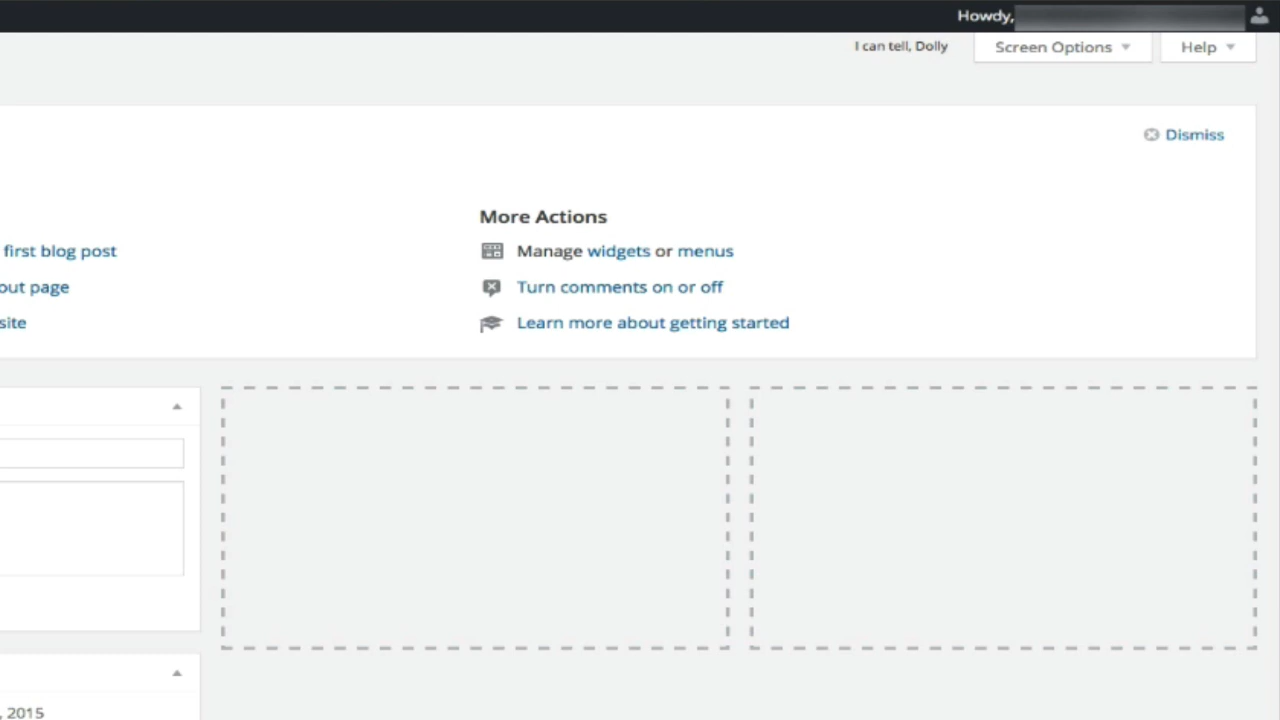 Howdy,
I can tell, Dolly
Screen Options
Help
Dismiss
More Actions
first blog post
Manage widgets or menus
out page
Turn comments on or off
site
Learn more about getting started
, 2015